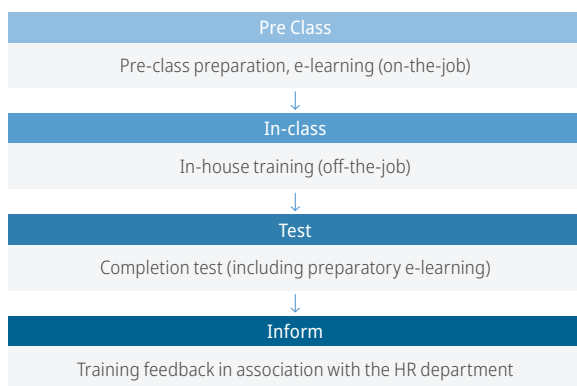 Pre Class
Pre-class preparation, e-learning (on-the-job)
↓
In-class
In-house training (off-the-job)
↓
Test
Completion test (including preparatory e-learning)
↓
Inform
Training feedback in association with the HR department